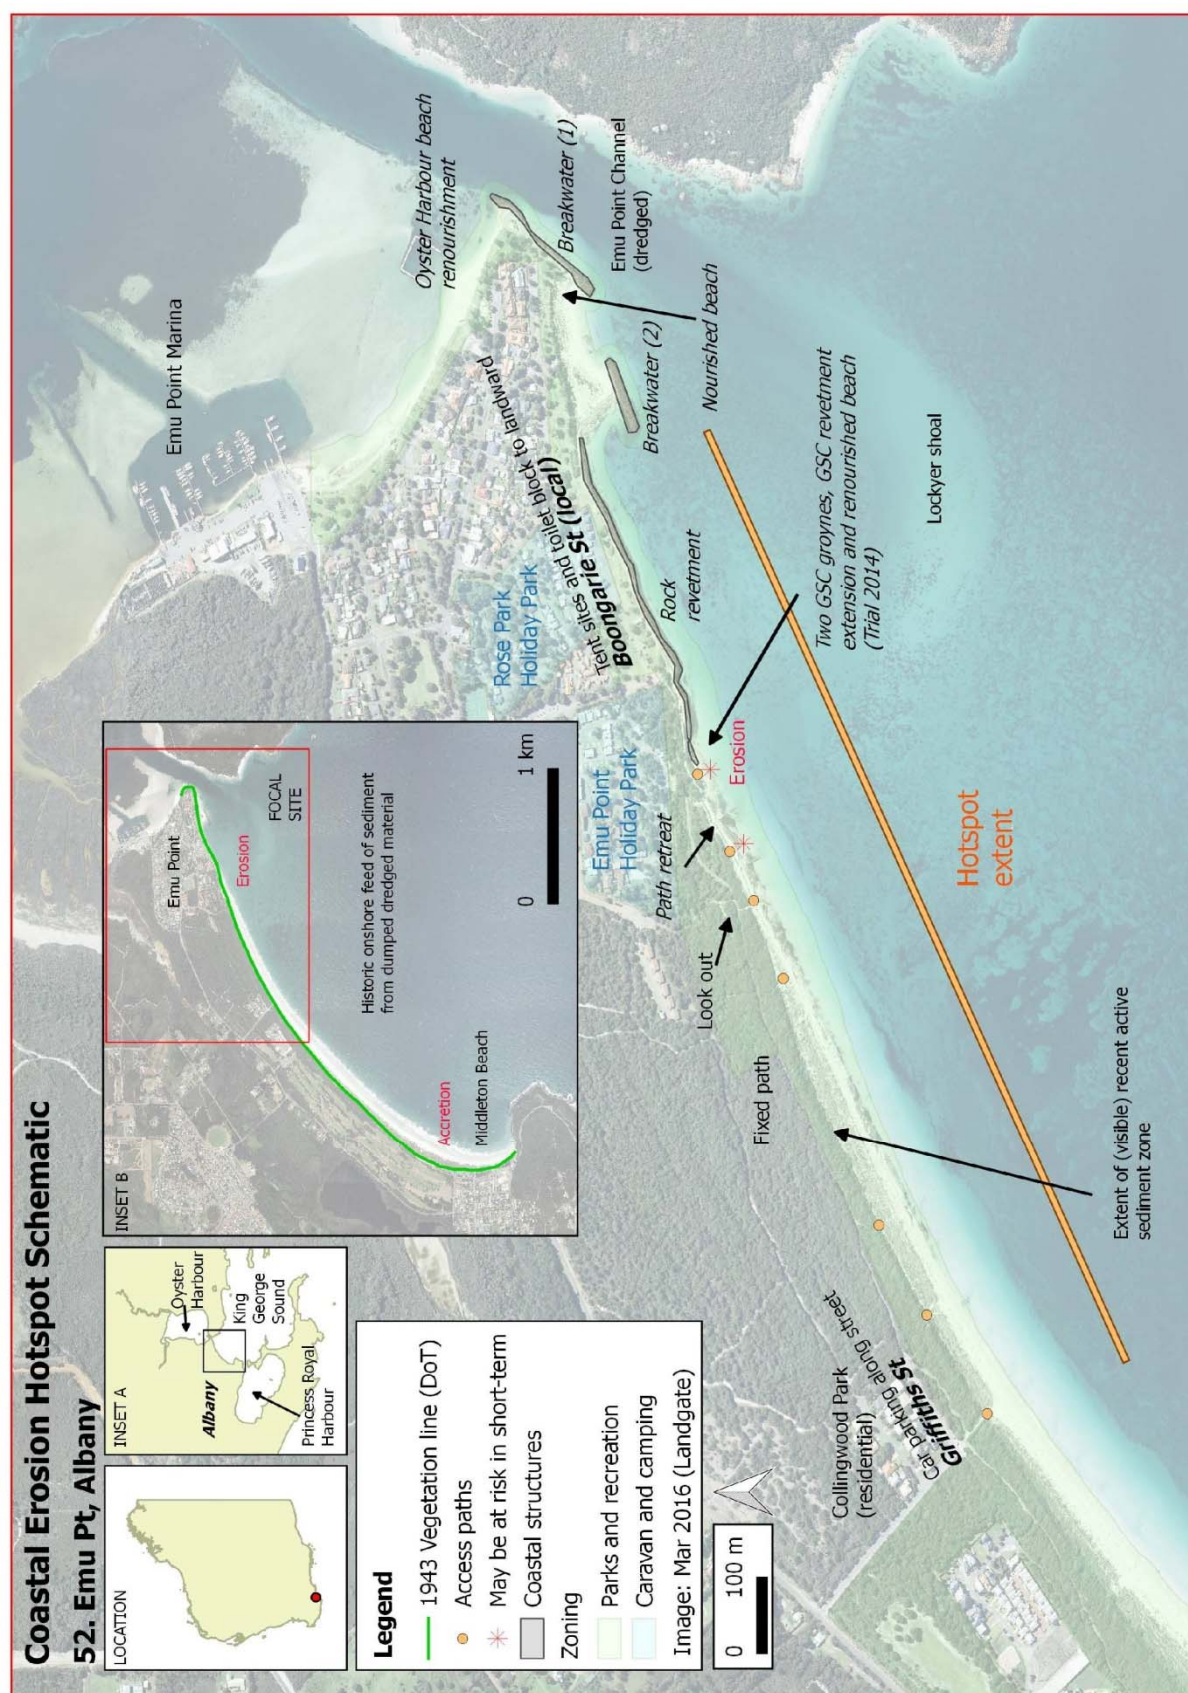 Coastal Erosion Hotspot Schematic
52. Emu Pt, Albany
LOCATION
INSET A
Oyster
Harbour
Albany
King
George
Sound
Princess Royal
Harbour
INSET B
Emu Point
Erosion
FOCAL
SITE
Historic onshore feed of sediment
from dumped dredged material
Accretion
Middleton Beach
0
1 km
Legend
1943 Vegetation line (DoT)
Access paths
May be at risk in short-term
Coastal structures
Zoning
Parks and recreation
Caravan and camping
Image: Mar 2016 (Landgate)
0
100 m
Emu Point Marina
Oyster Harbour beach
renourishment
Breakwater (1)
Emu Point Channel
(dredged)
Nourished beach
Breakwater (2)
Tent sites and toilet block to landward
Boongarie St (local)
Rose Park
Holiday Park
Rock
revetment
Emu Point
Holiday Park
Two GSC groynes, GSC revetment
extension and renourished beach
(Trial 2014)
Erosion
Path retreat
Look out
Lockyer shoal
Hotspot
extent
Fixed path
Extent of (visible) recent active
sediment zone
Collingwood Park
(residential)
Car parking along street
Griffiths St